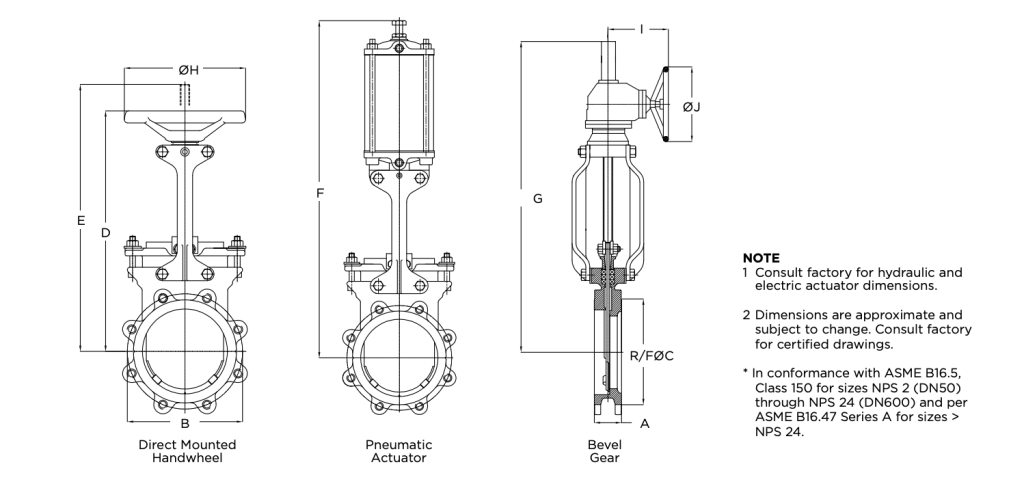 ØH
E
D
B
Direct Mounted
Handwheel
F
Pneumatic
Actuator
I
ØJ
G
R/FØC
A
Bevel
Gear
NOTE
1 Consult factory for hydraulic and
electric actuator dimensions.
2 Dimensions are approximate and
subject to change. Consult factory
for certified drawings.
* In conformance with ASME B16.5,
Class 150 for sizes NPS 2 (DN50)
through NPS 24 (DN600) and per
ASME B16.47 Series A for sizes >
NPS 24.